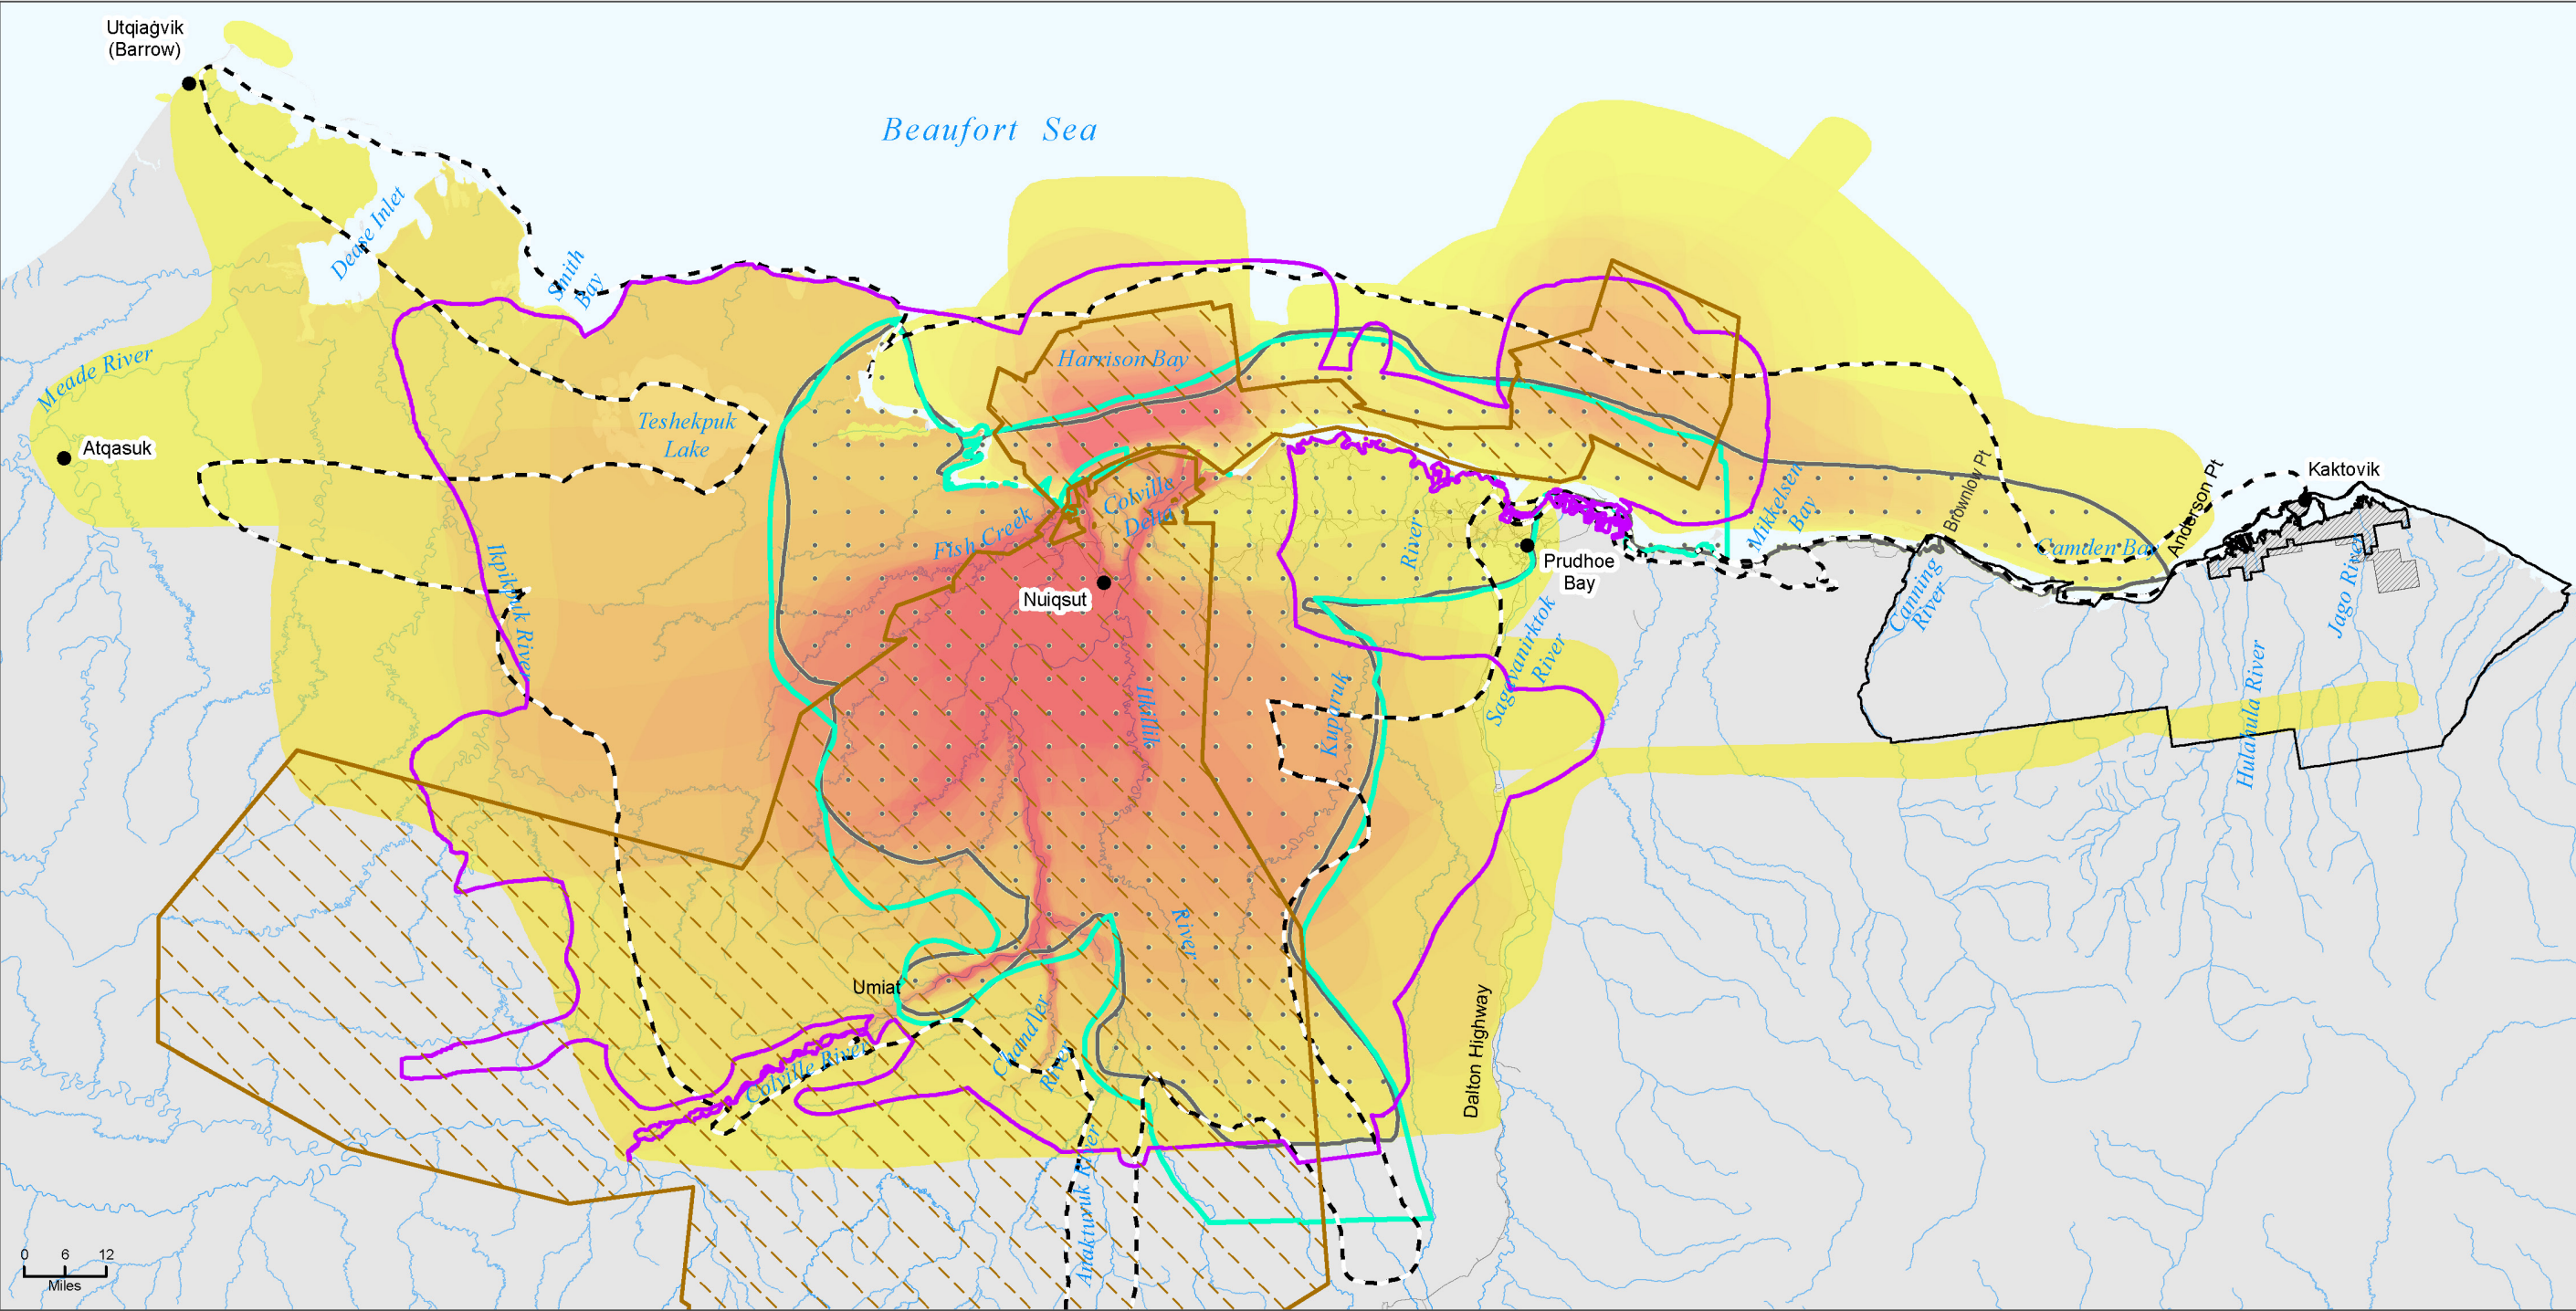 Utqiaġvik
(Barrow)
Beaufort Sea
Dease Inlet
Smith
Bay
Meade River
Harrison Bay
Teshekpuk
Lake
Atqasuk
Colville
Delta
Fish Creek
Mikkelsen
Bay
Brownlow Pt
Anderson Pt
Kaktovik
Camden Bay
River
Prudhoe
Bay
Nuiqsut
Canning
River
Jago River
Ikpikpuk River
Sagavanirktok
River
Itkillik
Kuparuk
Hulahula River
River
Umiat
Chandler
River
Colville River
Dalton Highway
Anaktuvuk River
0 6 12
Miles